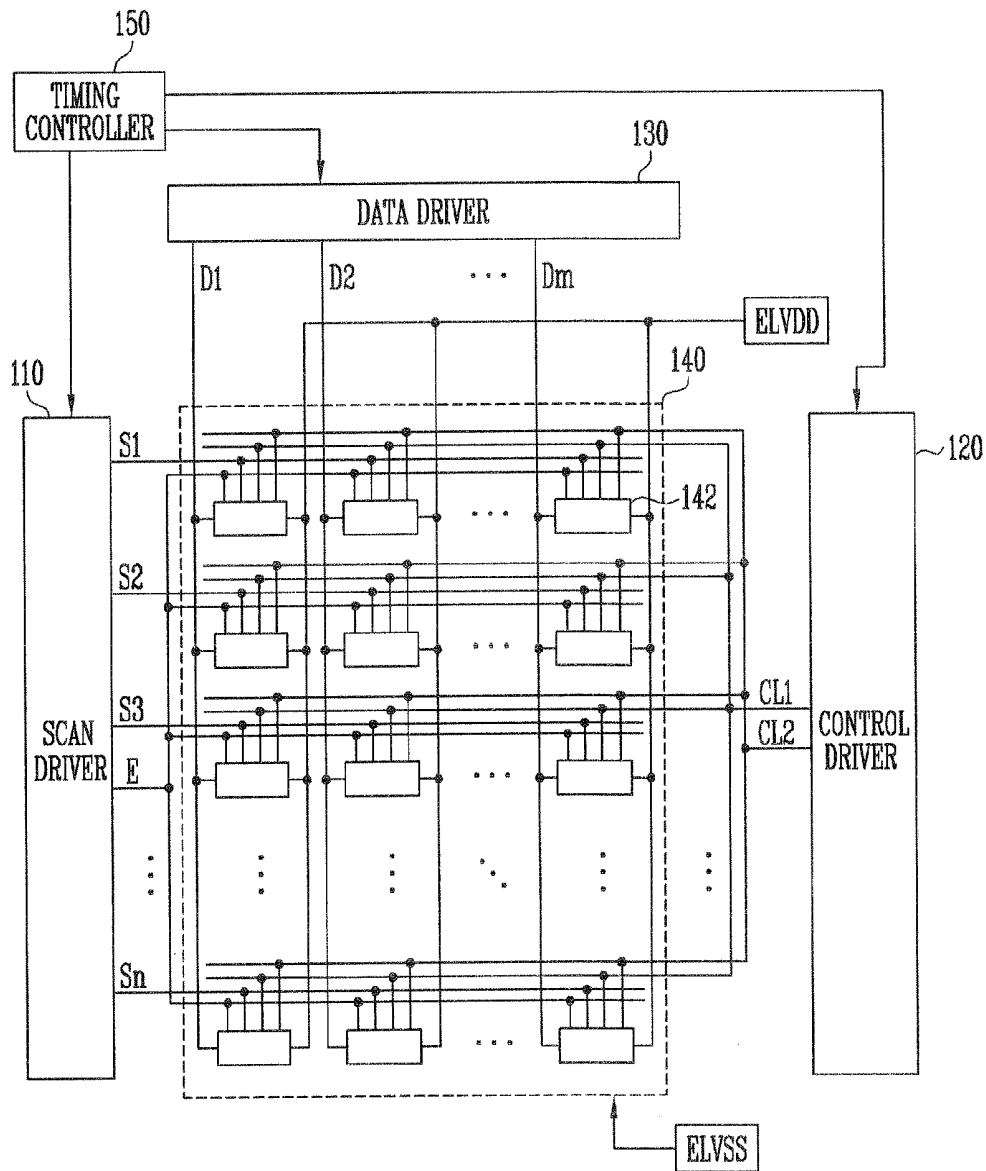 150
TIMING
CONTROLLER
130
DATA DRIVER
D1 D2 ... Dm
ELVDD
110
140
S1
120
142
S2
S3
CL1
SCAN
DRIVER
CL2
CONTROL
DRIVER
E
Sn
ELVSS